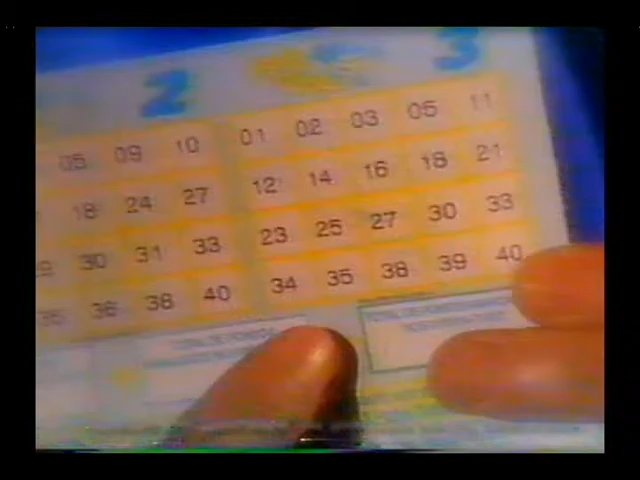 2 3
05 09 10 01 02 03 05 11
18 24 27 12 14 16 18 21
30 31 33 23 25 27 30 33
36 38 40 34 35 38 39 40